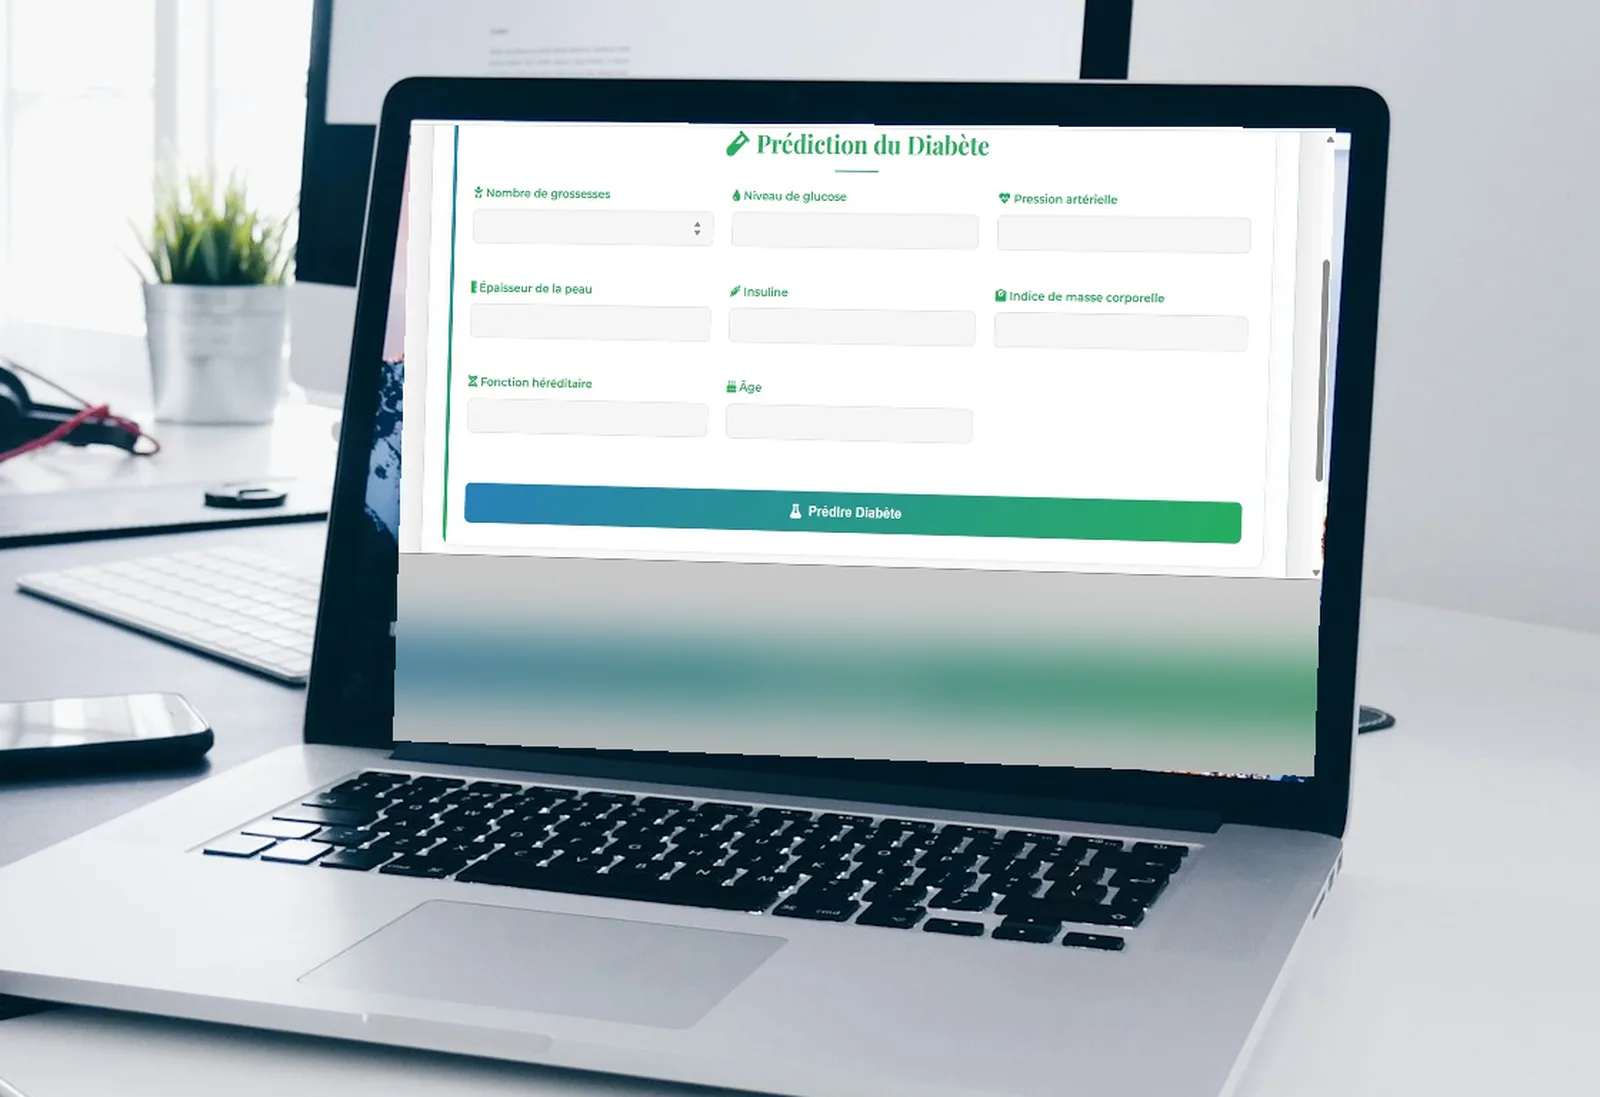 Prédiction du Diabète
Nombre de grossesses
Niveau de glucose
Pression artérielle
Épaisseur de la peau
Insuline
Indice de masse corporelle
Fonction héréditaire
Âge
Prédire Diabète
cmd